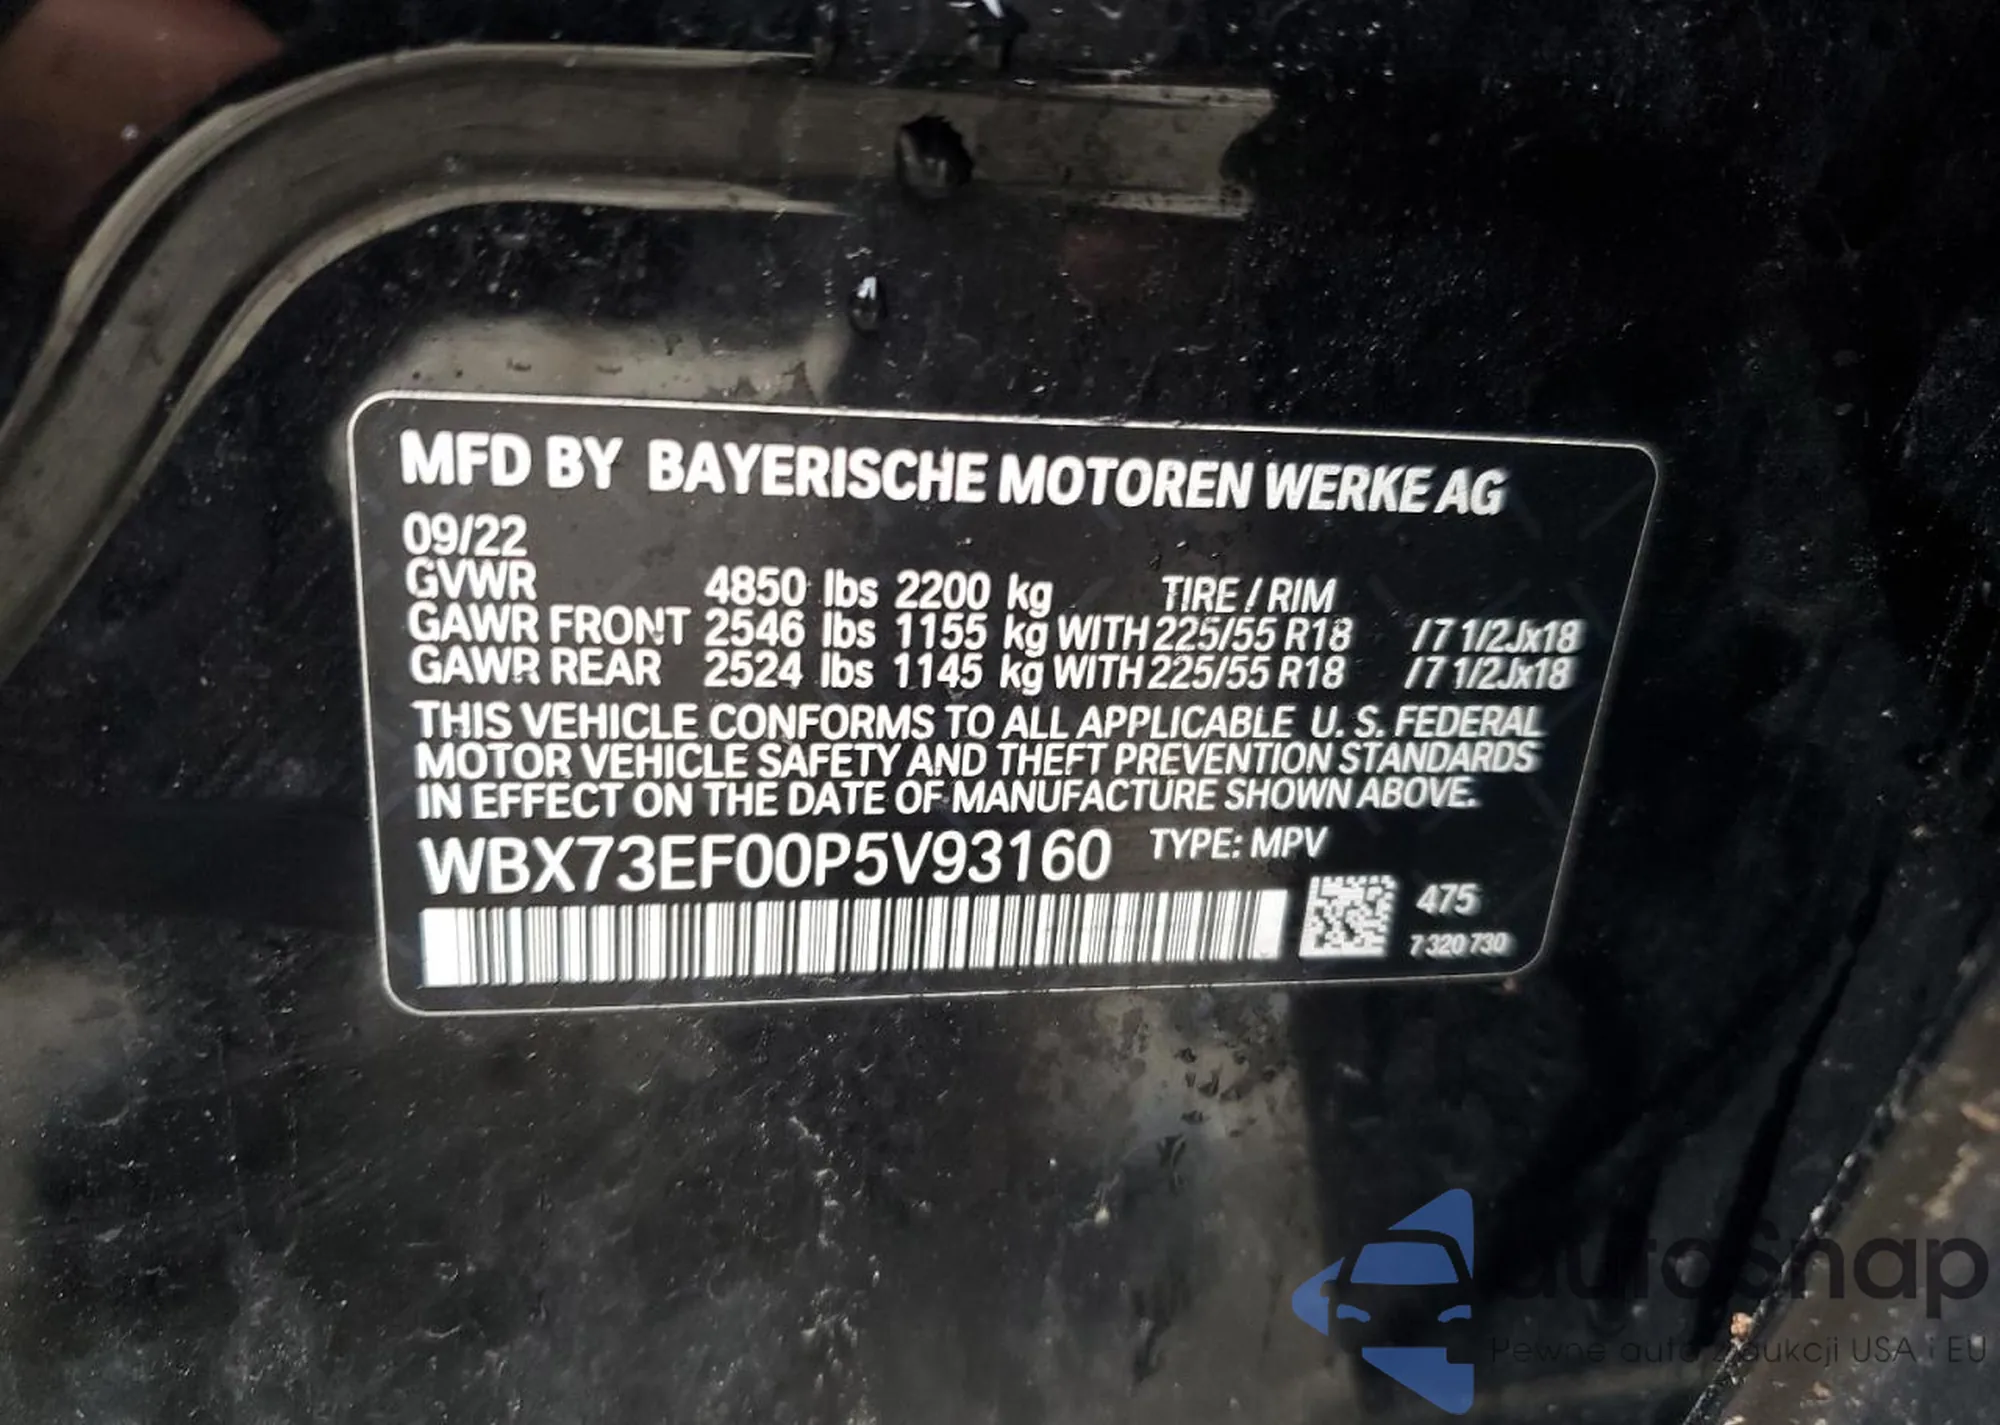 MFD BY BAYERISCHE MOTOREN WERKE AG
09/22
GVWR 4850 lbs 2200 kg TIRE / RIM
GAWR FRONT 2546 lbs 1155 kg WITH 225/55 R18 / 7 1/2Jx18
GAWR REAR 2524 lbs 1145 kg WITH 225/55 R18 / 7 1/2Jx18
THIS VEHICLE CONFORMS TO ALL APPLICABLE U. S. FEDERAL
MOTOR VEHICLE SAFETY AND THEFT PREVENTION STANDARDS
IN EFFECT ON THE DATE OF MANUFACTURE SHOWN ABOVE.
WBX73EF00P5V93160 TYPE: MPV
475
7 320 730
autosnap
Pewne auta z aukcji USA i EU